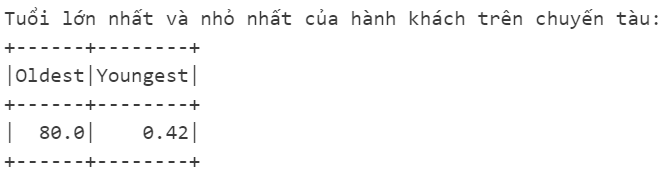 Tuổi lớn nhất và nhỏ nhất của hành khách trên chuyến tàu:
+------+--------+
|Oldest|Youngest|
+------+--------+
|  80.0|    0.42|
+------+--------+